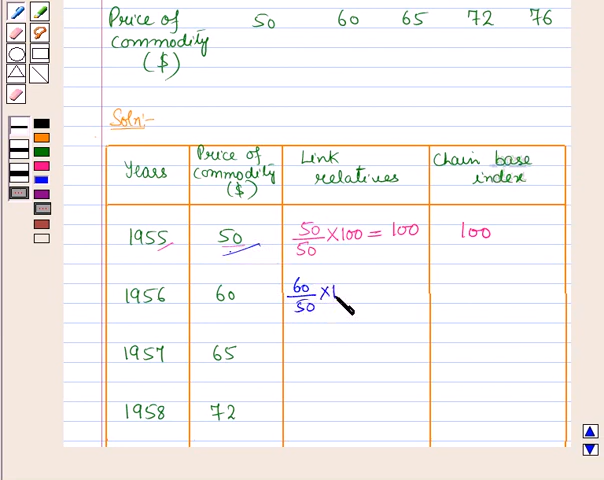 Price of commodity ($) 50 60 65 72 76
Soln:-
Years Price of commodity ($) Link relatives Chain base index
1955 50 50/50 ×100 = 100 100
1956 60 60/50 ×1
1957 65
1958 72